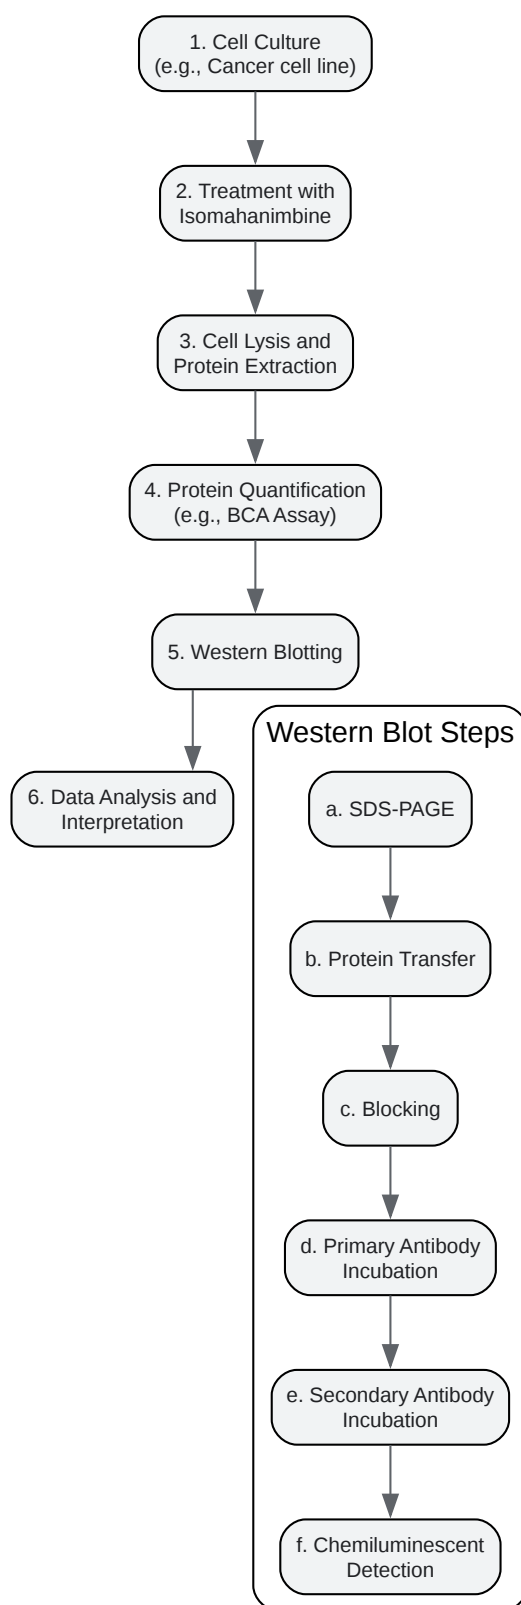 1. Cell Culture
(e.g., Cancer cell line)
2. Treatment with
Isomahanimbine
3. Cell Lysis and
Protein Extraction
4. Protein Quantification
(e.g., BCA Assay)
5. Western Blotting
6. Data Analysis and
Interpretation
Western Blot Steps
a. SDS-PAGE
b. Protein Transfer
c. Blocking
d. Primary Antibody
Incubation
e. Secondary Antibody
Incubation
f. Chemiluminescent
Detection